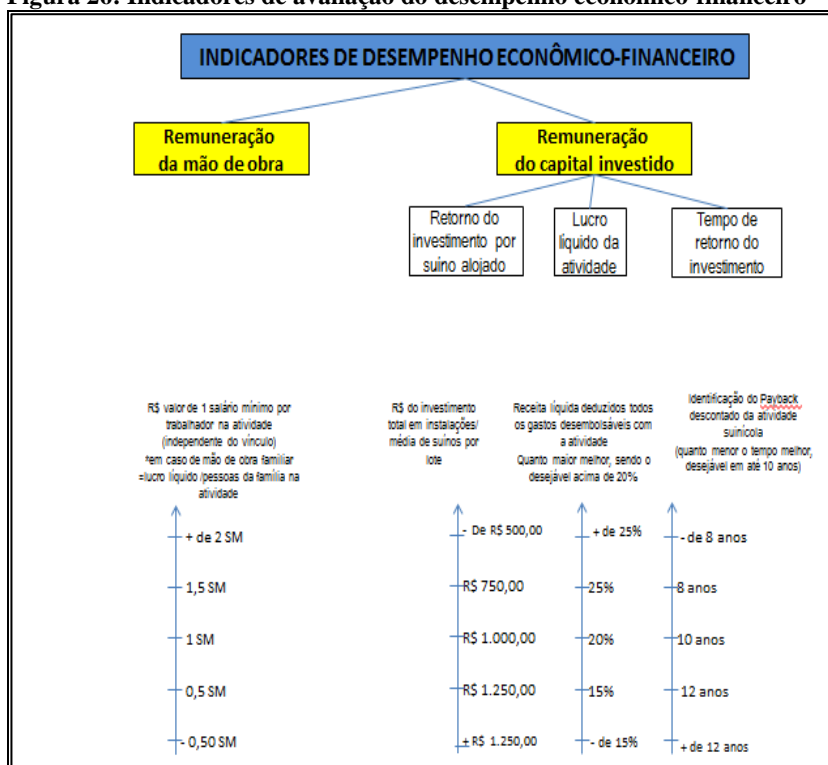 Figura 26: Indicadores de avaliação do desempenho econômico-financeiro
INDICADORES DE DESEMPENHO ECONÔMICO-FINANCEIRO
Remuneração
da mão de obra
Remuneração
do capital investido
Retorno do
investimento por
suíno alojado
Lucro
líquido da
atividade
Tempo de
retorno do
investimento
R$ valor de 1 salário mínimo por
trabalhador na atividade
(independente do vínculo)
*em caso de mão de obra familiar
=lucro líquido /pessoas da família na
atividade
R$ do investimento
total em instalações/
média de suínos por
lote
Receita líquida deduzidos todos
os gastos desembolsáveis com
a atividade
Quanto maior melhor, sendo o
desejável acima de 20%
Identificação do Payback
descontado da atividade
suinícola
(quanto menor o tempo melhor,
desejável em até 10 anos)
+ de 2 SM
1,5 SM
1 SM
0,5 SM
- 0,50 SM
- De R$ 500,00
R$ 750,00
R$ 1.000,00
R$ 1.250,00
+ R$ 1.250,00
+ de 25%
25%
20%
15%
- de 15%
- de 8 anos
8 anos
10 anos
12 anos
+ de 12 anos